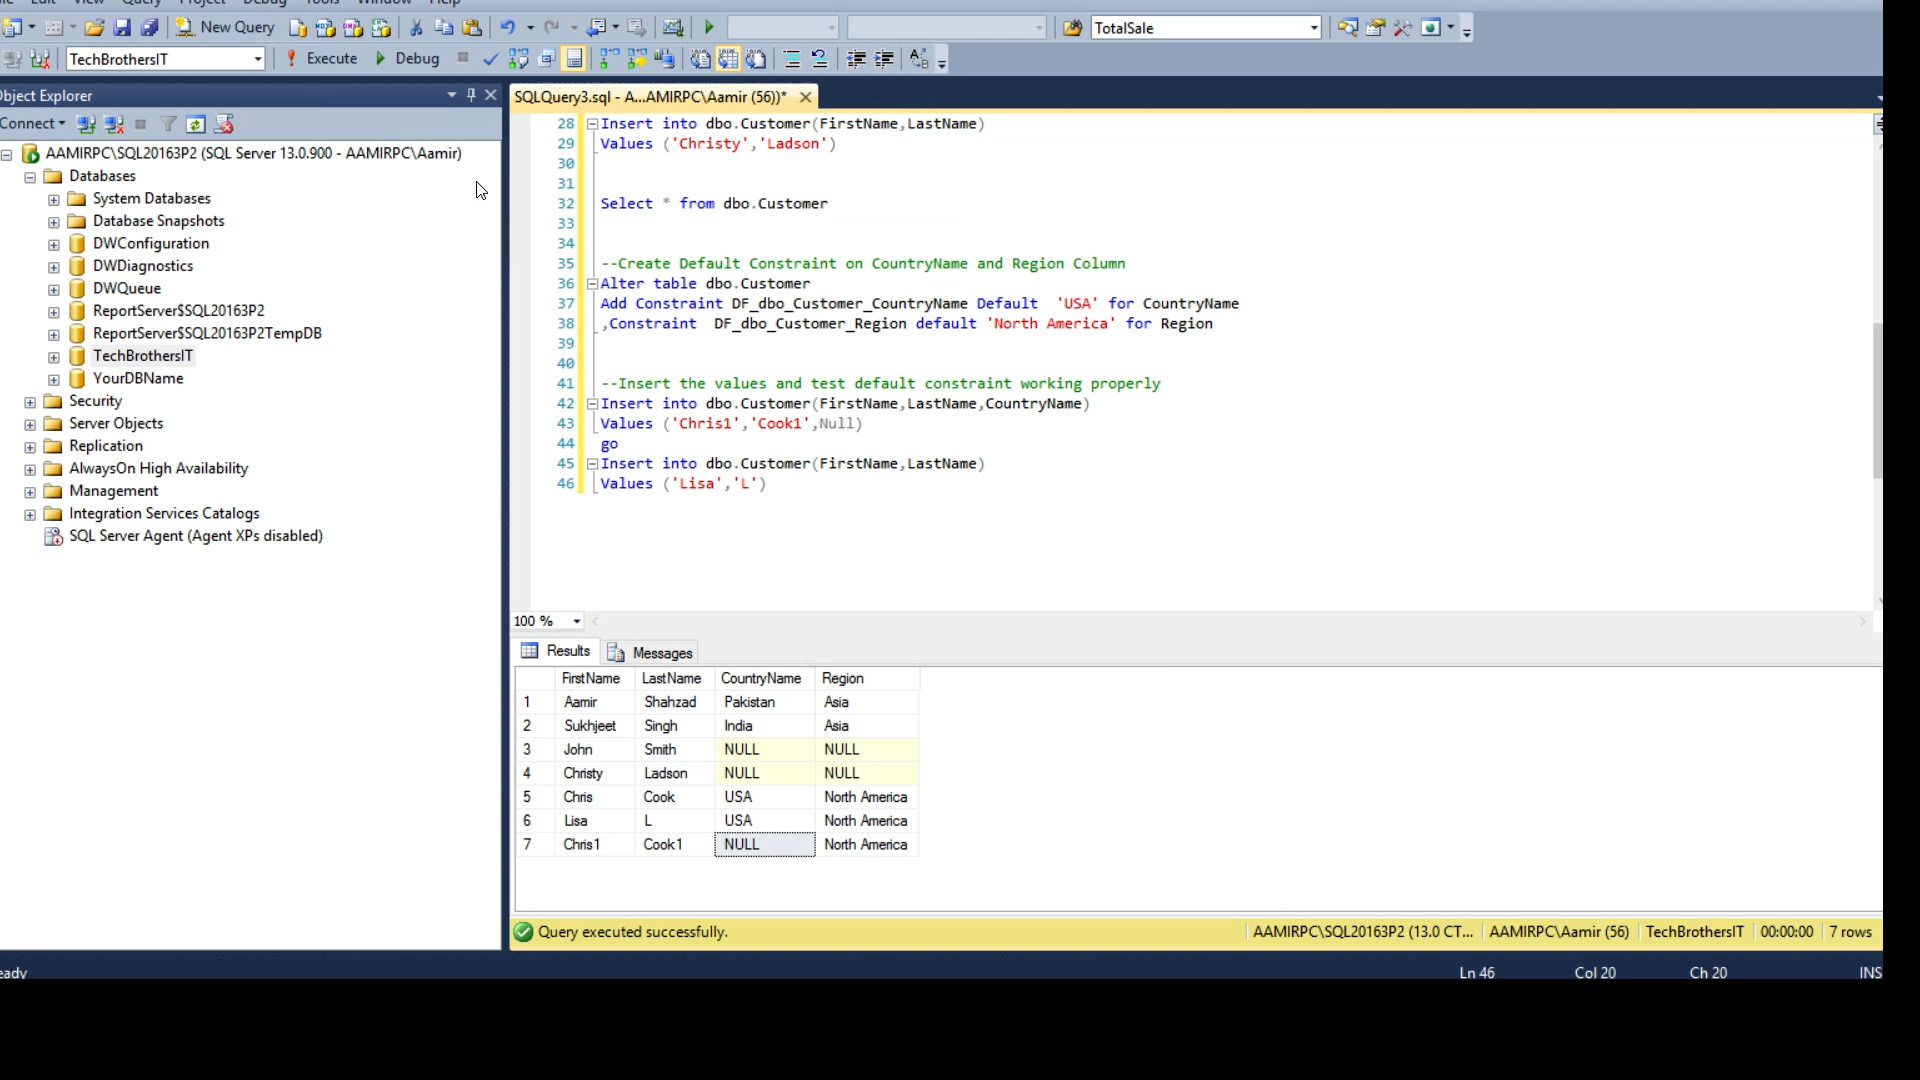 Edit View Query Project Debug Tools Window Help
New Query TotalSale
TechBrothersIT Execute Debug
Object Explorer
Connect
AAMIRPC\SQL20163P2 (SQL Server 13.0.900 - AAMIRPC\Aamir)
Databases
System Databases
Database Snapshots
DWConfiguration
DWDiagnostics
DWQueue
ReportServer$SQL20163P2
ReportServer$SQL20163P2TempDB
TechBrothersIT
YourDBName
Security
Server Objects
Replication
AlwaysOn High Availability
Management
Integration Services Catalogs
SQL Server Agent (Agent XPs disabled)
SQLQuery3.sql - A...AMIRPC\Aamir (56))*
28 Insert into dbo.Customer(FirstName,LastName)
29 Values ('Christy','Ladson')
30
31
32 Select * from dbo.Customer
33
34
35 --Create Default Constraint on CountryName and Region Column
36 Alter table dbo.Customer
37 Add Constraint DF_dbo_Customer_CountryName Default 'USA' for CountryName
38 ,Constraint DF_dbo_Customer_Region default 'North America' for Region
39
40
41 --Insert the values and test default constraint working properly
42 Insert into dbo.Customer(FirstName,LastName,CountryName)
43 Values ('Chris1','Cook1',Null)
44 go
45 Insert into dbo.Customer(FirstName,LastName)
46 Values ('Lisa','L')
100 %
Results Messages
FirstName LastName CountryName Region
1 Aamir Shahzad Pakistan Asia
2 Sukhjeet Singh India Asia
3 John Smith NULL NULL
4 Christy Ladson NULL NULL
5 Chris Cook USA North America
6 Lisa L USA North America
7 Chris1 Cook1 NULL North America
Query executed successfully. AAMIRPC\SQL20163P2 (13.0 CT... AAMIRPC\Aamir (56) TechBrothersIT 00:00:00 7 rows
eady Ln 46 Col 20 Ch 20 INS